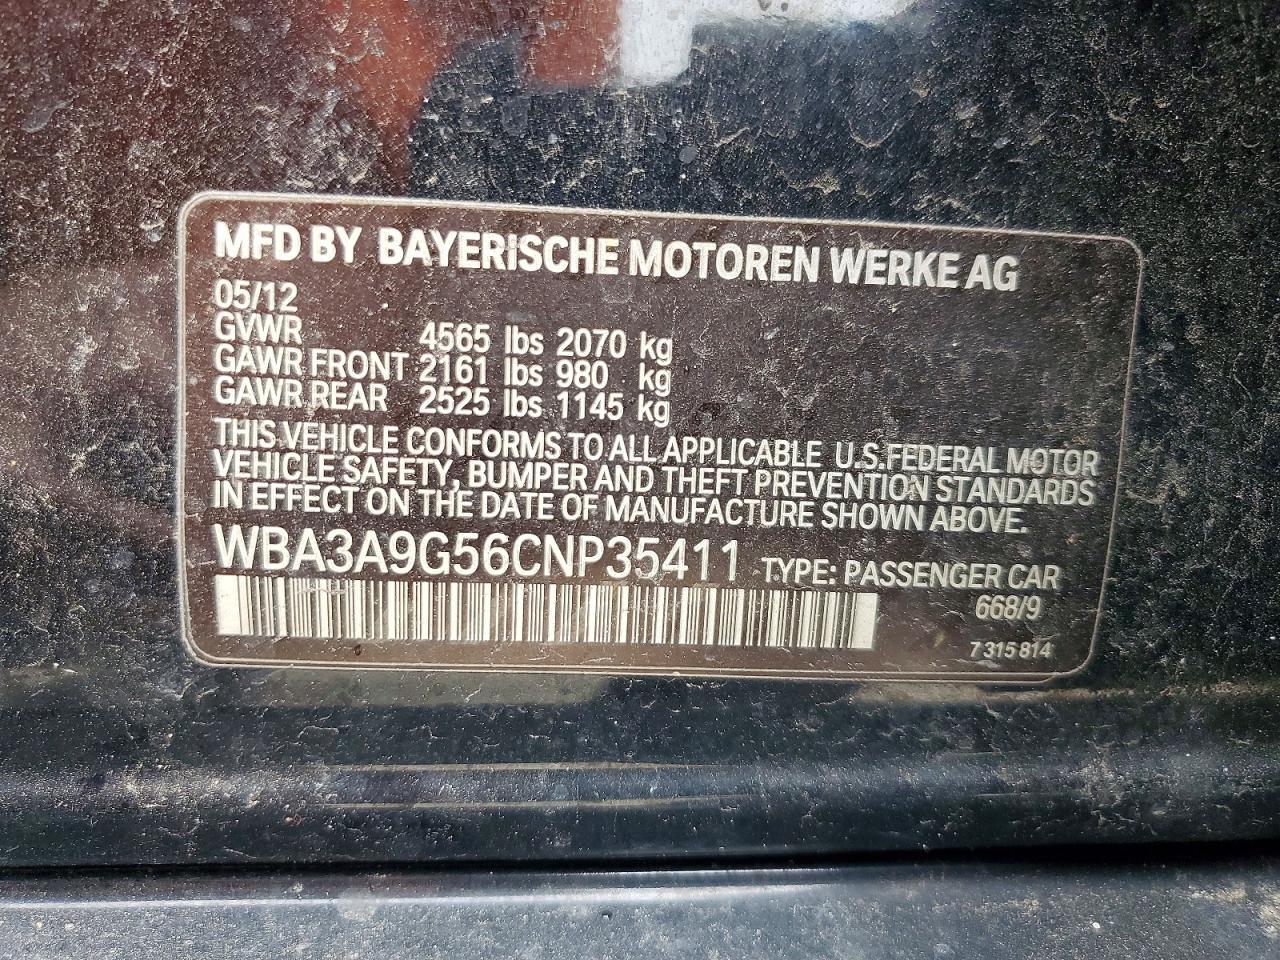 MFD BY BAYERISCHE MOTOREN WERKE AG
05/12
GVWR 4565 lbs 2070 kg
GAWR FRONT 2161 lbs 980 kg
GAWR REAR 2525 lbs 1145 kg
THIS VEHICLE CONFORMS TO ALL APPLICABLE U.S.FEDERAL MOTOR
VEHICLE SAFETY, BUMPER AND THEFT PREVENTION STANDARDS
IN EFFECT ON THE DATE OF MANUFACTURE SHOWN ABOVE.
WBA3A9G56CNP35411 TYPE: PASSENGER CAR
668/9
7 315 814